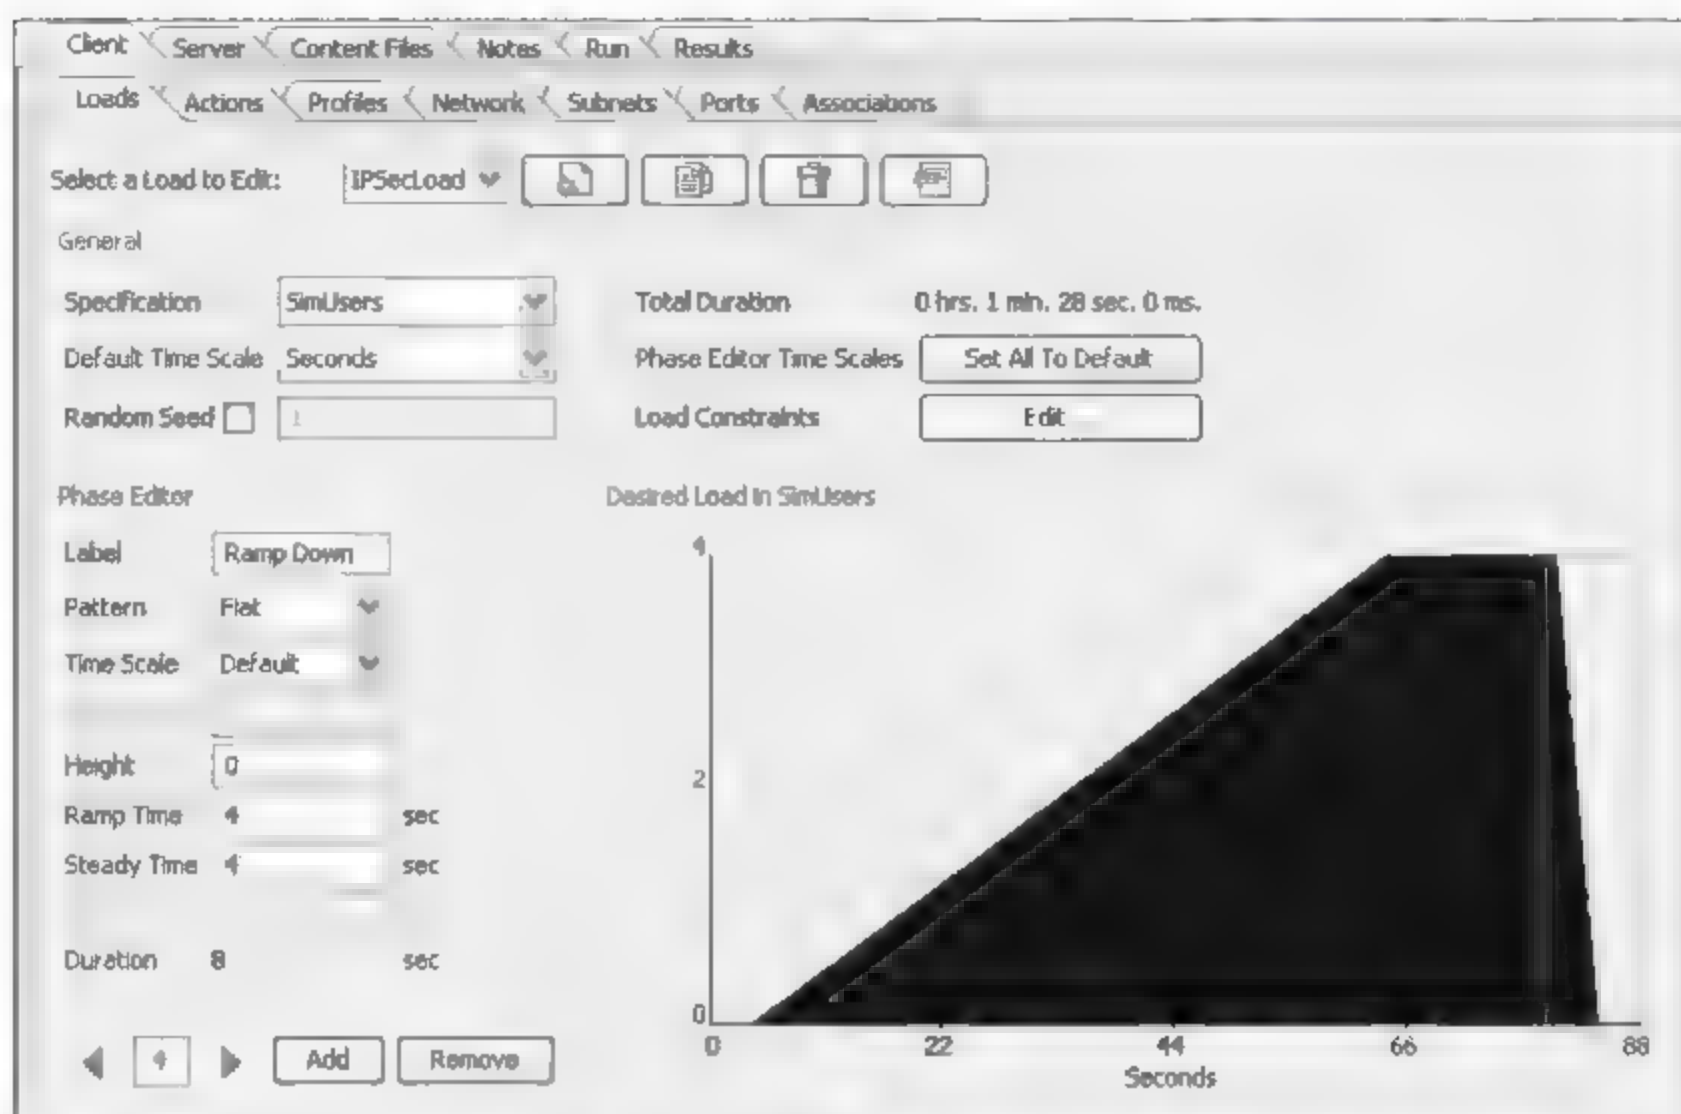 Client Server Content Files Notes Run Results
Loads Actions Profiles Network Subnets Ports Associations
Select a Load to Edit: IPSecLoad
General
Specification SimUsers Total Duration 0 hrs. 1 min. 28 sec. 0 ms.
Default Time Scale Seconds Phase Editor Time Scales Set All To Default
Random Seed 1 Load Constraints Edit
Phase Editor Desired Load in SimUsers
Label Ramp Down
Pattern Flat
Time Scale Default
Height 0
Ramp Time 4 sec
Steady Time 4 sec
Duration 8 sec
4 Add Remove
4
2
0
0 22 44 66 88
Seconds